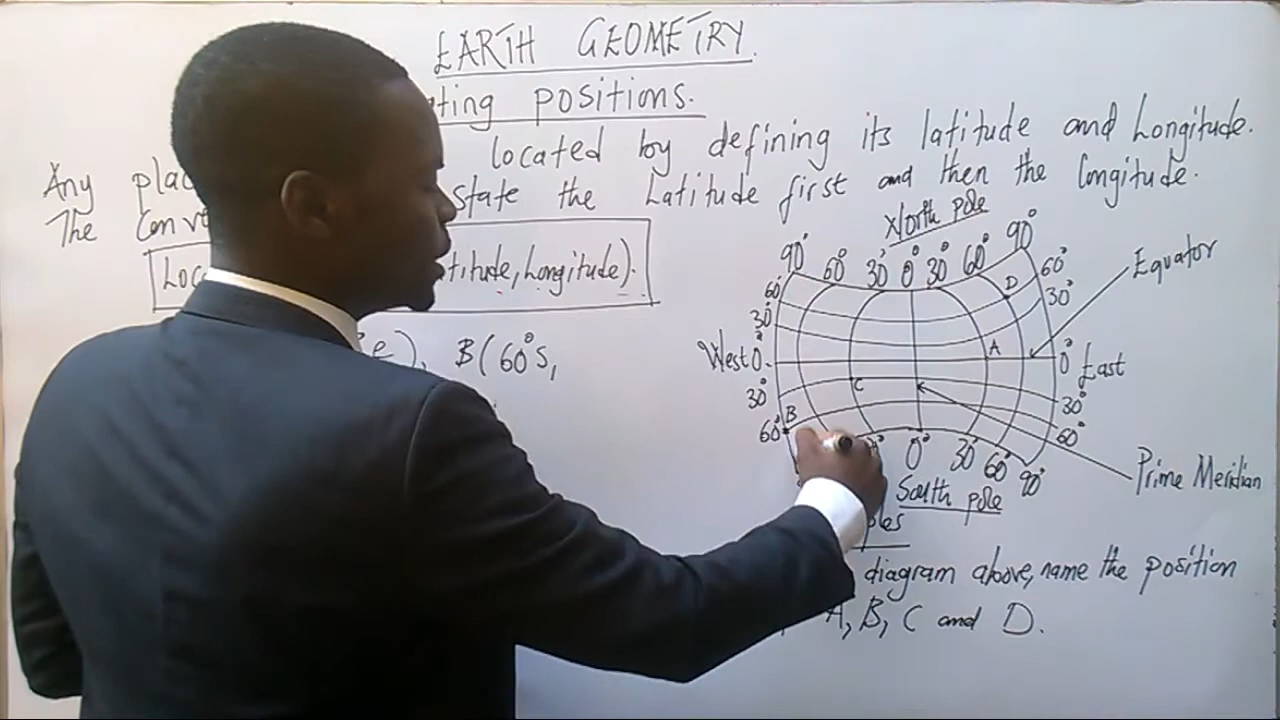 EARTH GEOMETRY.
ting positions.
located by defining its latitude and Longitude.
Any plac
The Conve state the Latitude first and then the Longitude.
Loc titude, Longitude).
E), B(60°S,
North pole
90° 60° 30° 0° 30° 60° 90°
60° 60°
D
30° 30°
Equator
West 0° A 0° East
C
30° 30°
B
60° 60°
0° 30° 60° 90°
Prime Meridian
South pole
ples
diagram above, name the position
A, B, C and D.